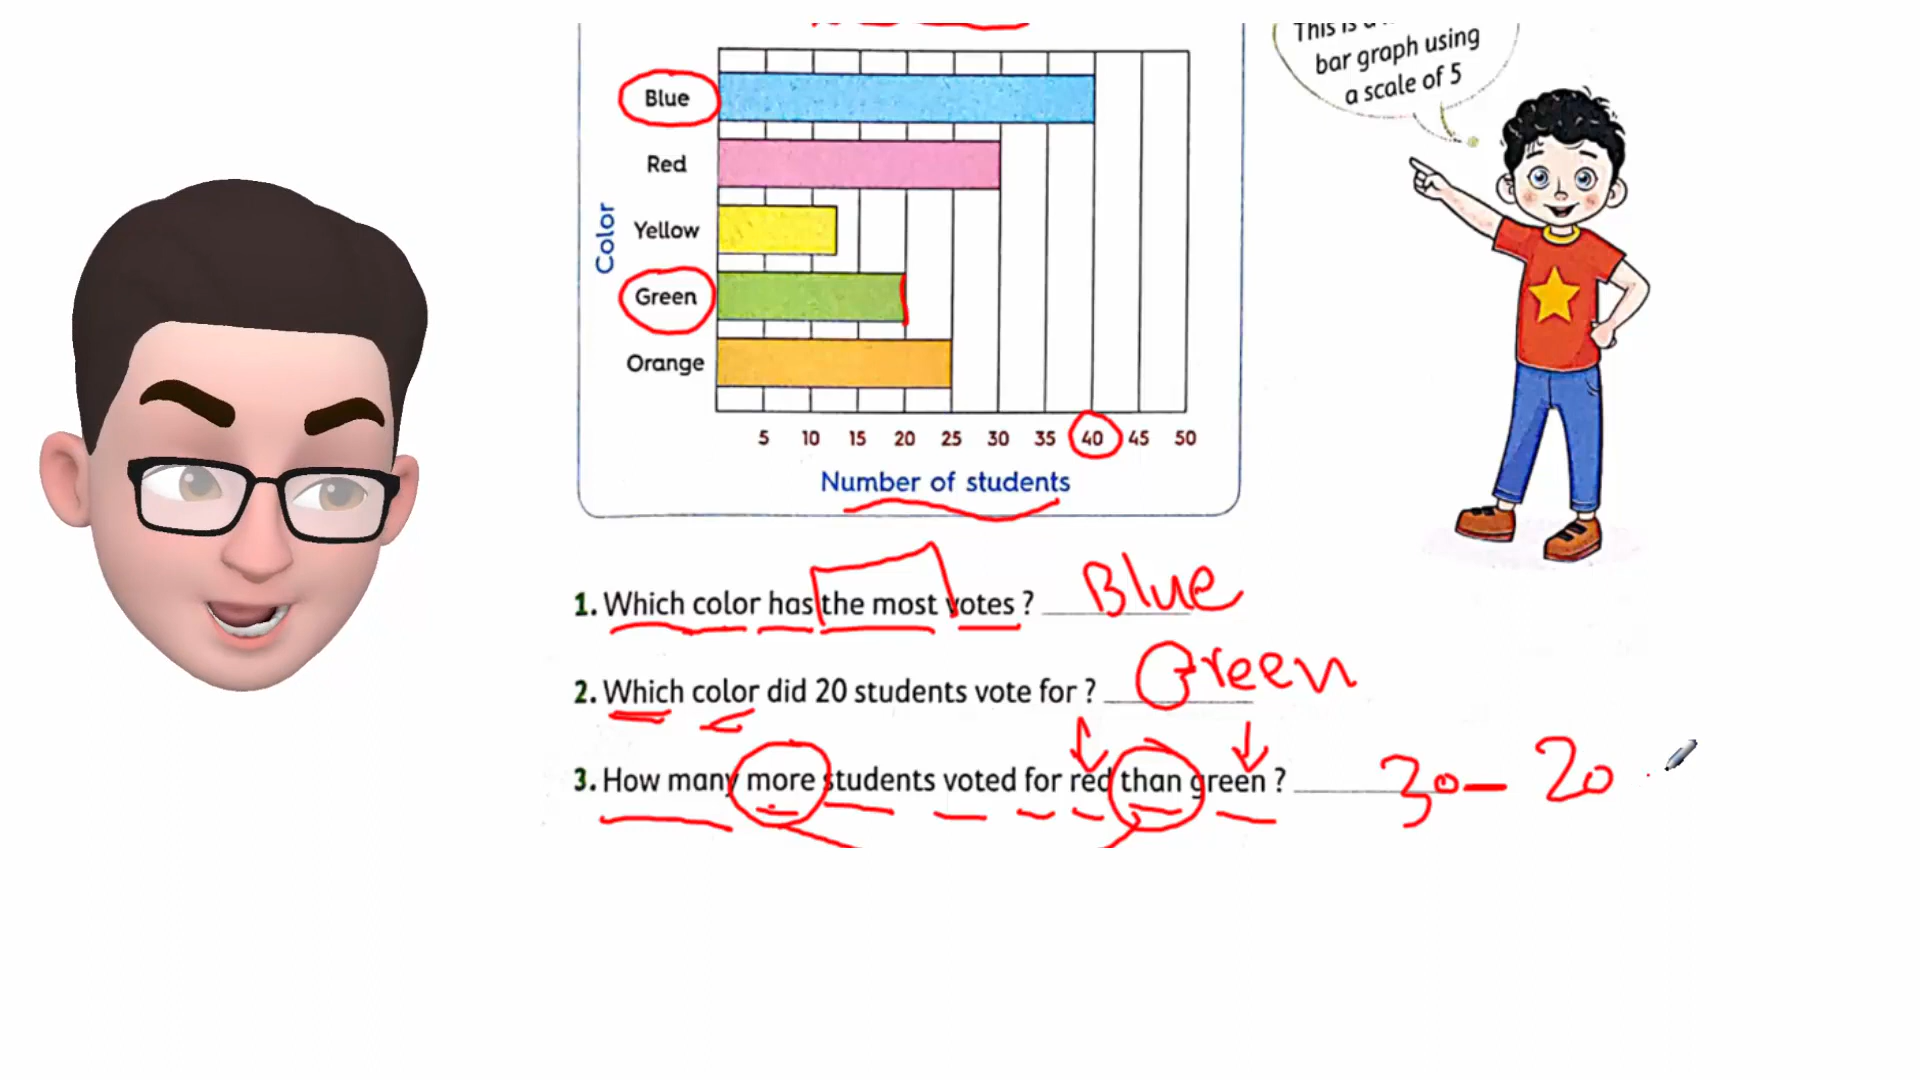 This is a
bar graph using
a scale of 5
Color
Blue
Red
Yellow
Green
Orange
5 10 15 20 25 30 35 40 45 50
Number of students
1. Which color has the most votes ? Blue
2. Which color did 20 students vote for ? Green
3. How many more students voted for red than green ? 30 - 20